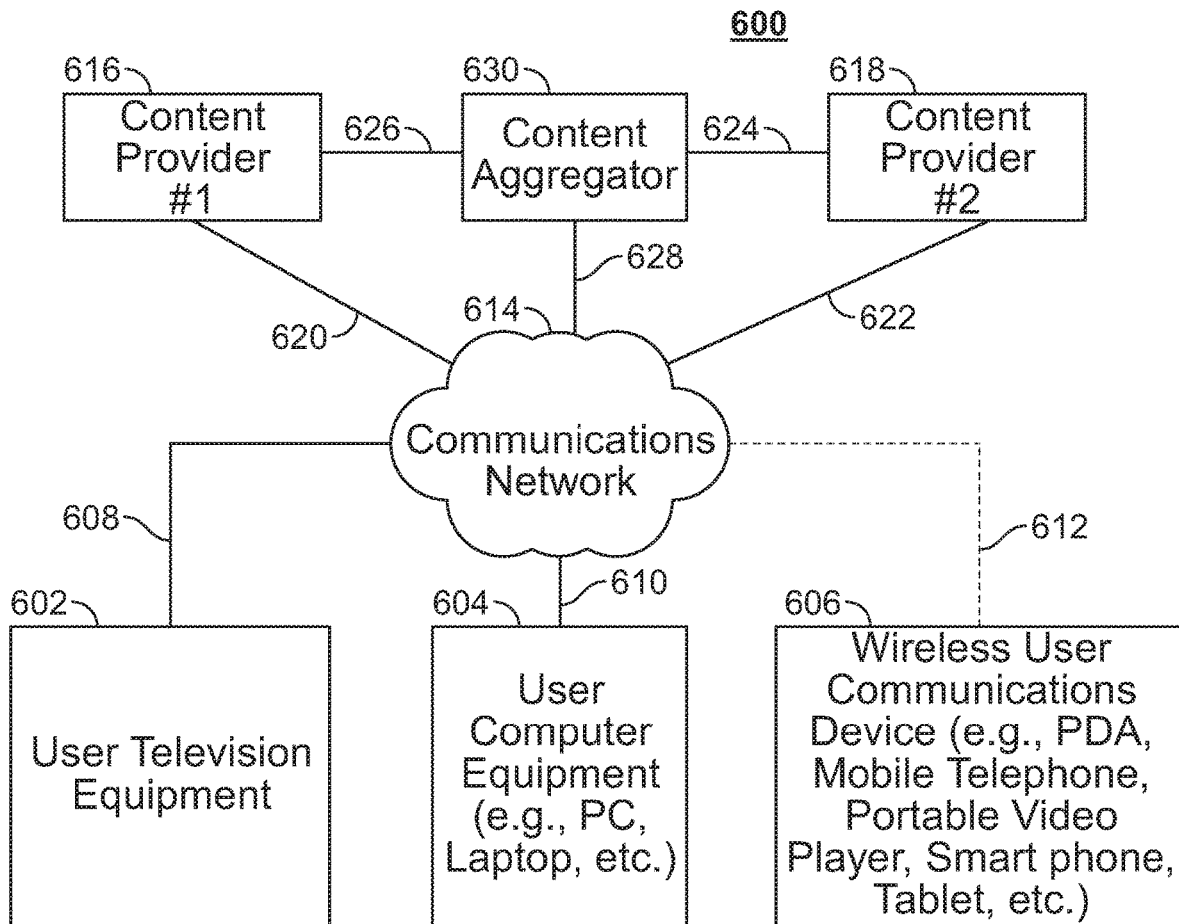 600
616
630
618
Content
Provider
#1
626
Content
Aggregator
624
Content
Provider
#2
628
614
620
622
Communications
Network
608
612
610
602
604
606
User Television
Equipment
User
Computer
Equipment
(e.g., PC,
Laptop, etc.)
Wireless User
Communications
Device (e.g., PDA,
Mobile Telephone,
Portable Video
Player, Smart phone,
Tablet, etc.)